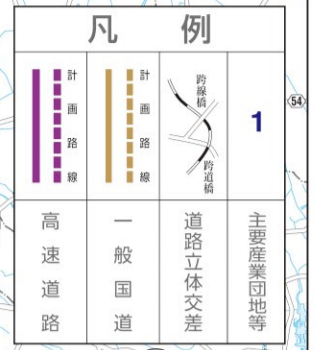 凡例
計画路線
計画路線
跨線橋
跨道橋
1
54
高速道路
一般国道
道路立体交差
主要産業団地等